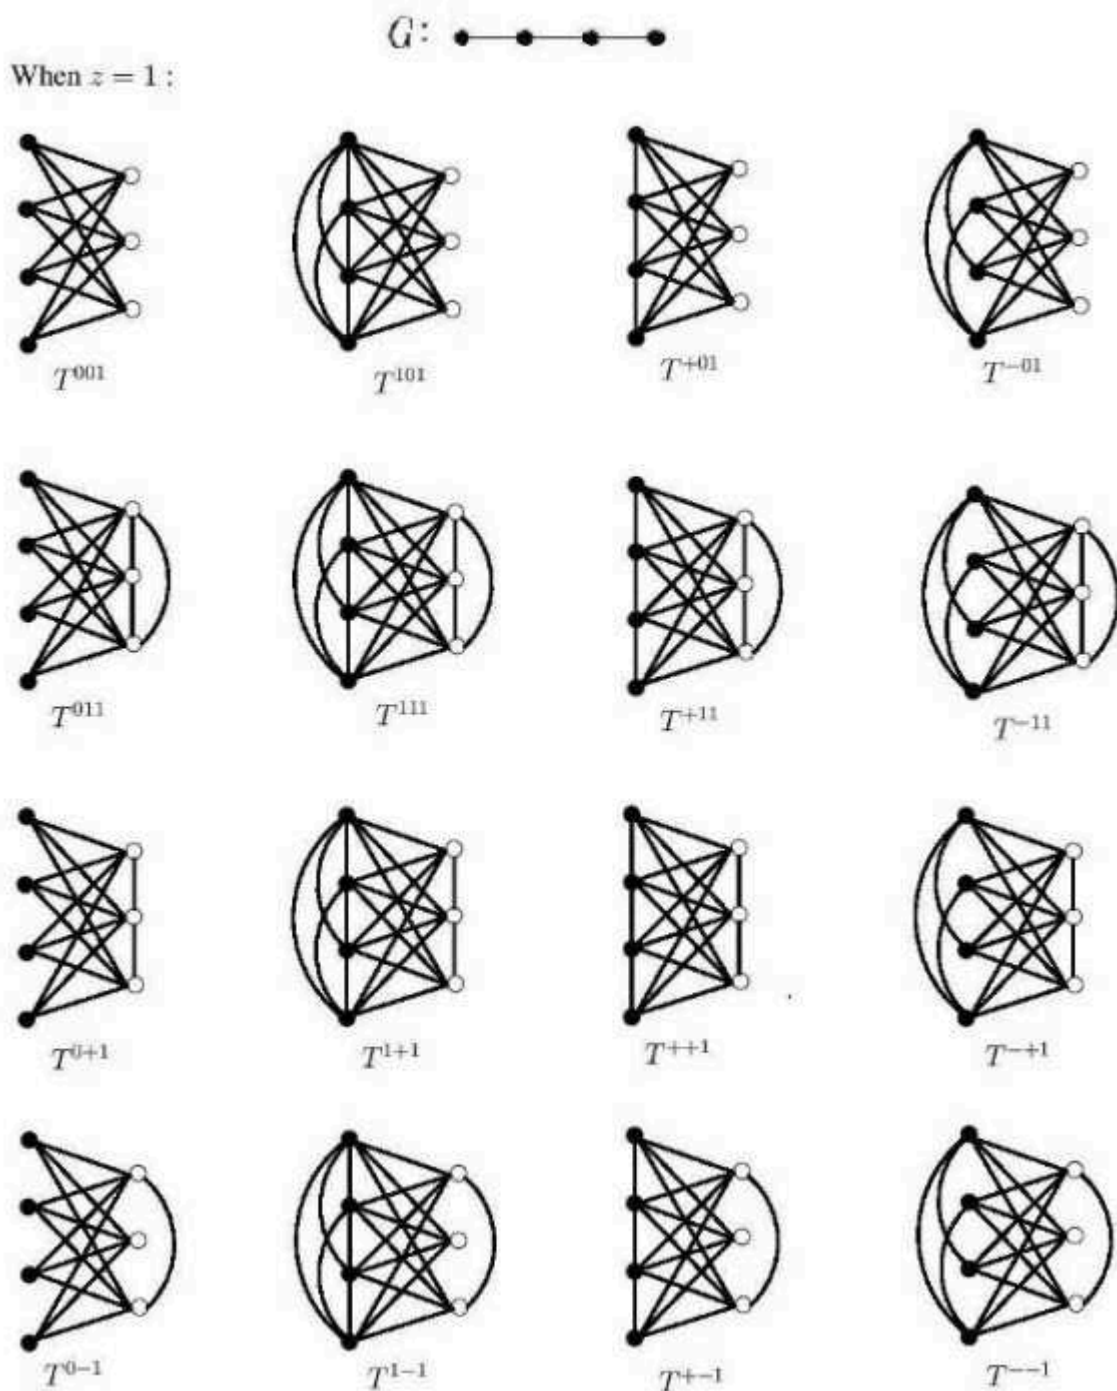 G:
When z = 1 :
T^{001} T^{101} T^{+01} T^{-01}
T^{011} T^{111} T^{+11} T^{-11}
T^{0+1} T^{1+1} T^{++1} T^{-+1}
T^{0-1} T^{1-1} T^{+-1} T^{--1}